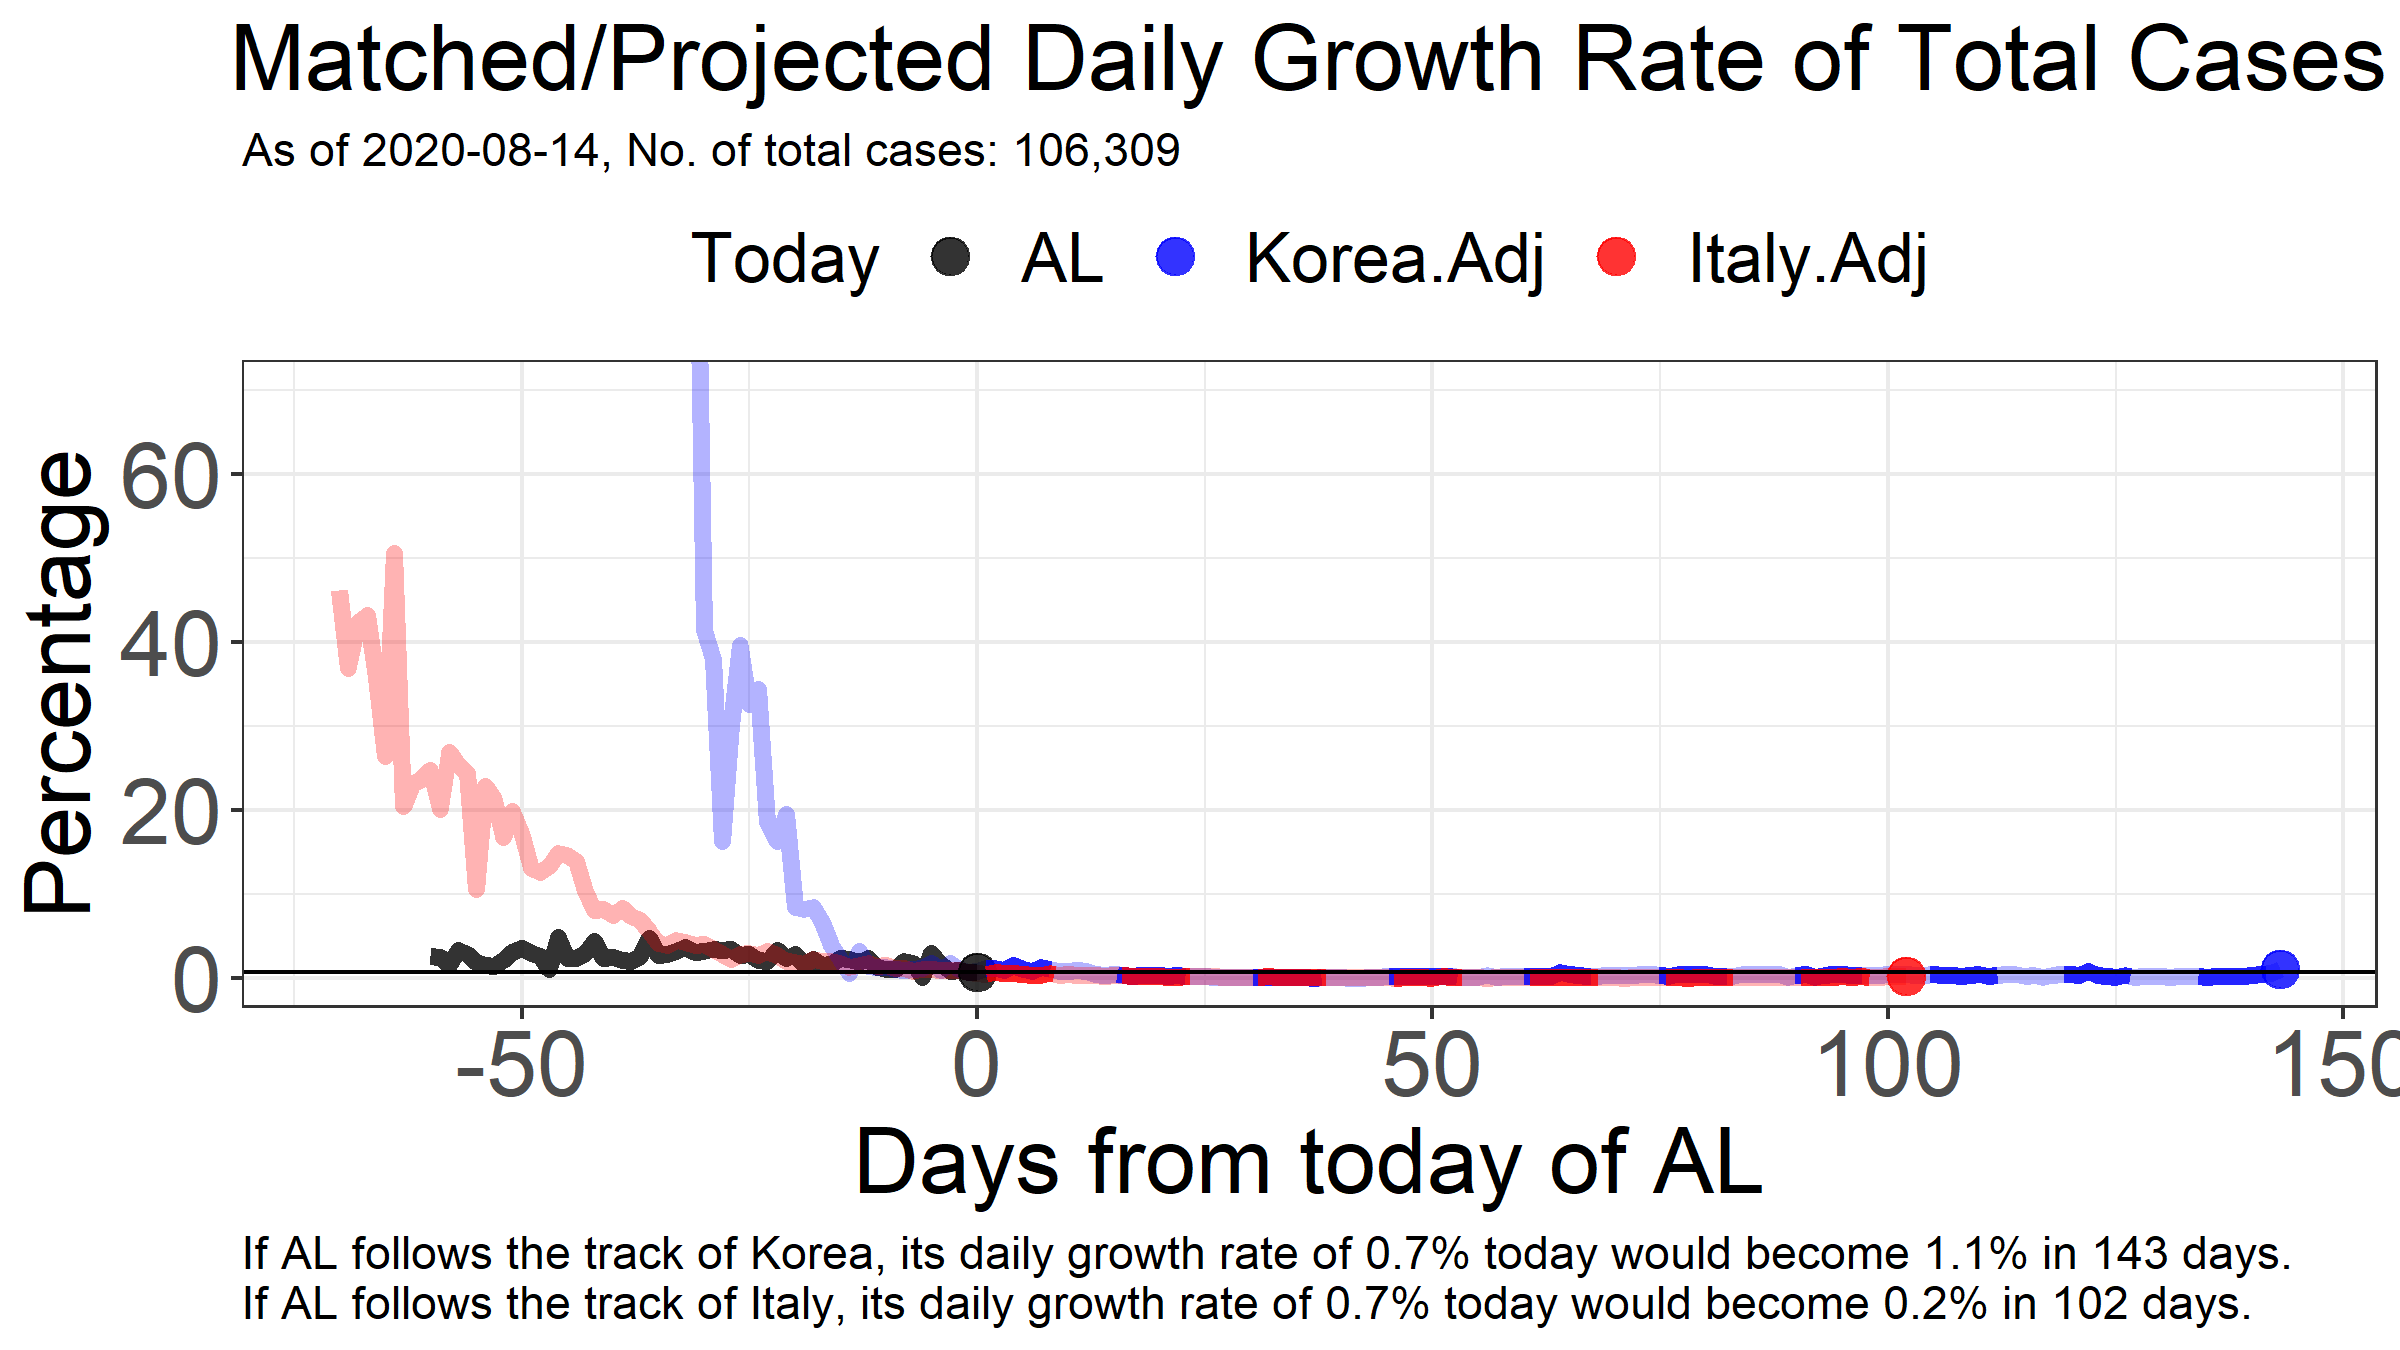 Matched/Projected Daily Growth Rate of Total Cases
As of 2020-08-14, No. of total cases: 106,309
Today AL Korea.Adj Italy.Adj
Percentage
60
40
20
0
-50 0 50 100 150
Days from today of AL
If AL follows the track of Korea, its daily growth rate of 0.7% today would become 1.1% in 143 days.
If AL follows the track of Italy, its daily growth rate of 0.7% today would become 0.2% in 102 days.